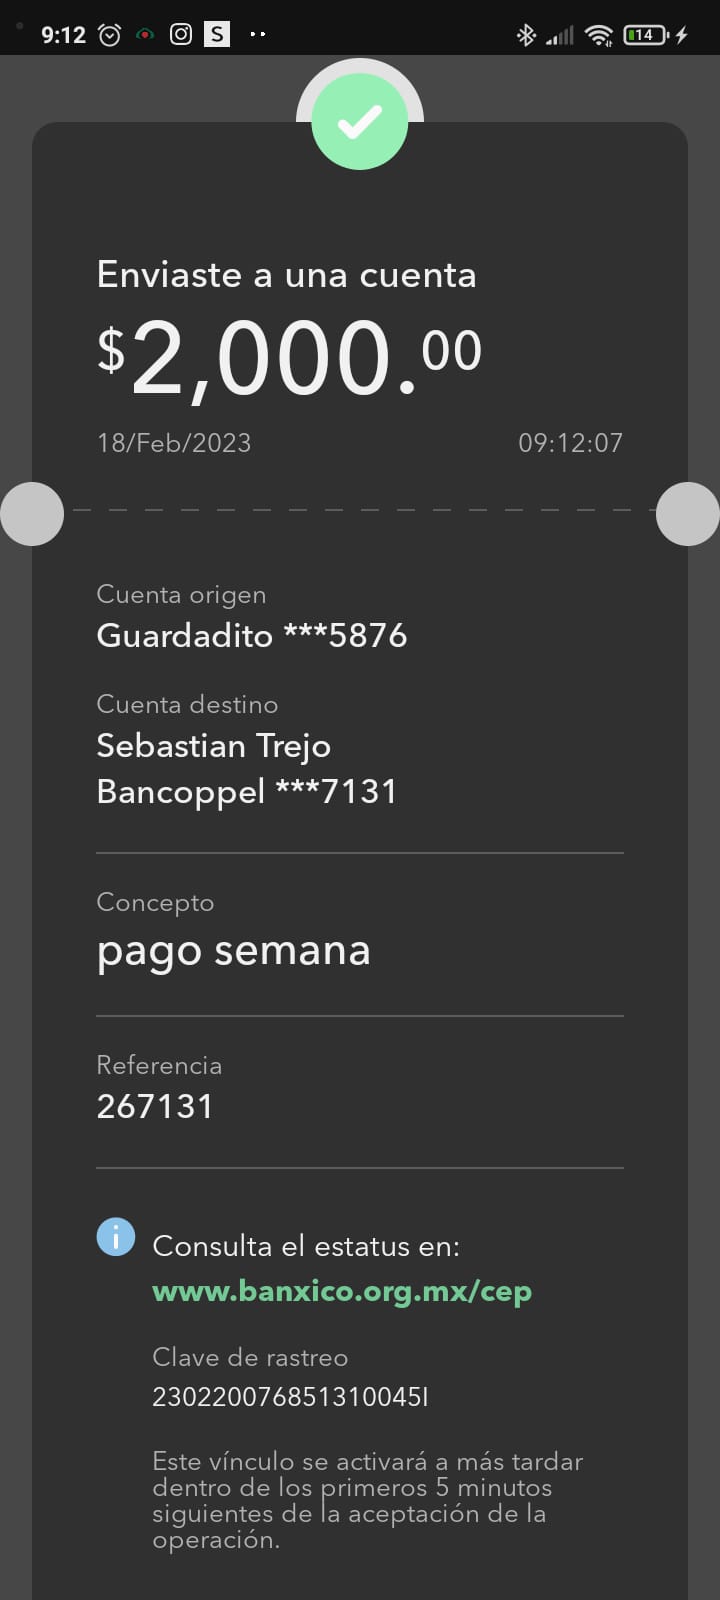 9:12 S 14
Enviaste a una cuenta
$2,000.00
18/Feb/2023 09:12:07
Cuenta origen
Guardadito ***5876
Cuenta destino
Sebastian Trejo
Bancoppel ***7131
Concepto
pago semana
Referencia
267131
Consulta el estatus en:
www.banxico.org.mx/cep
Clave de rastreo
230220076851310045I
Este vínculo se activará a más tardar
dentro de los primeros 5 minutos
siguientes de la aceptación de la
operación.